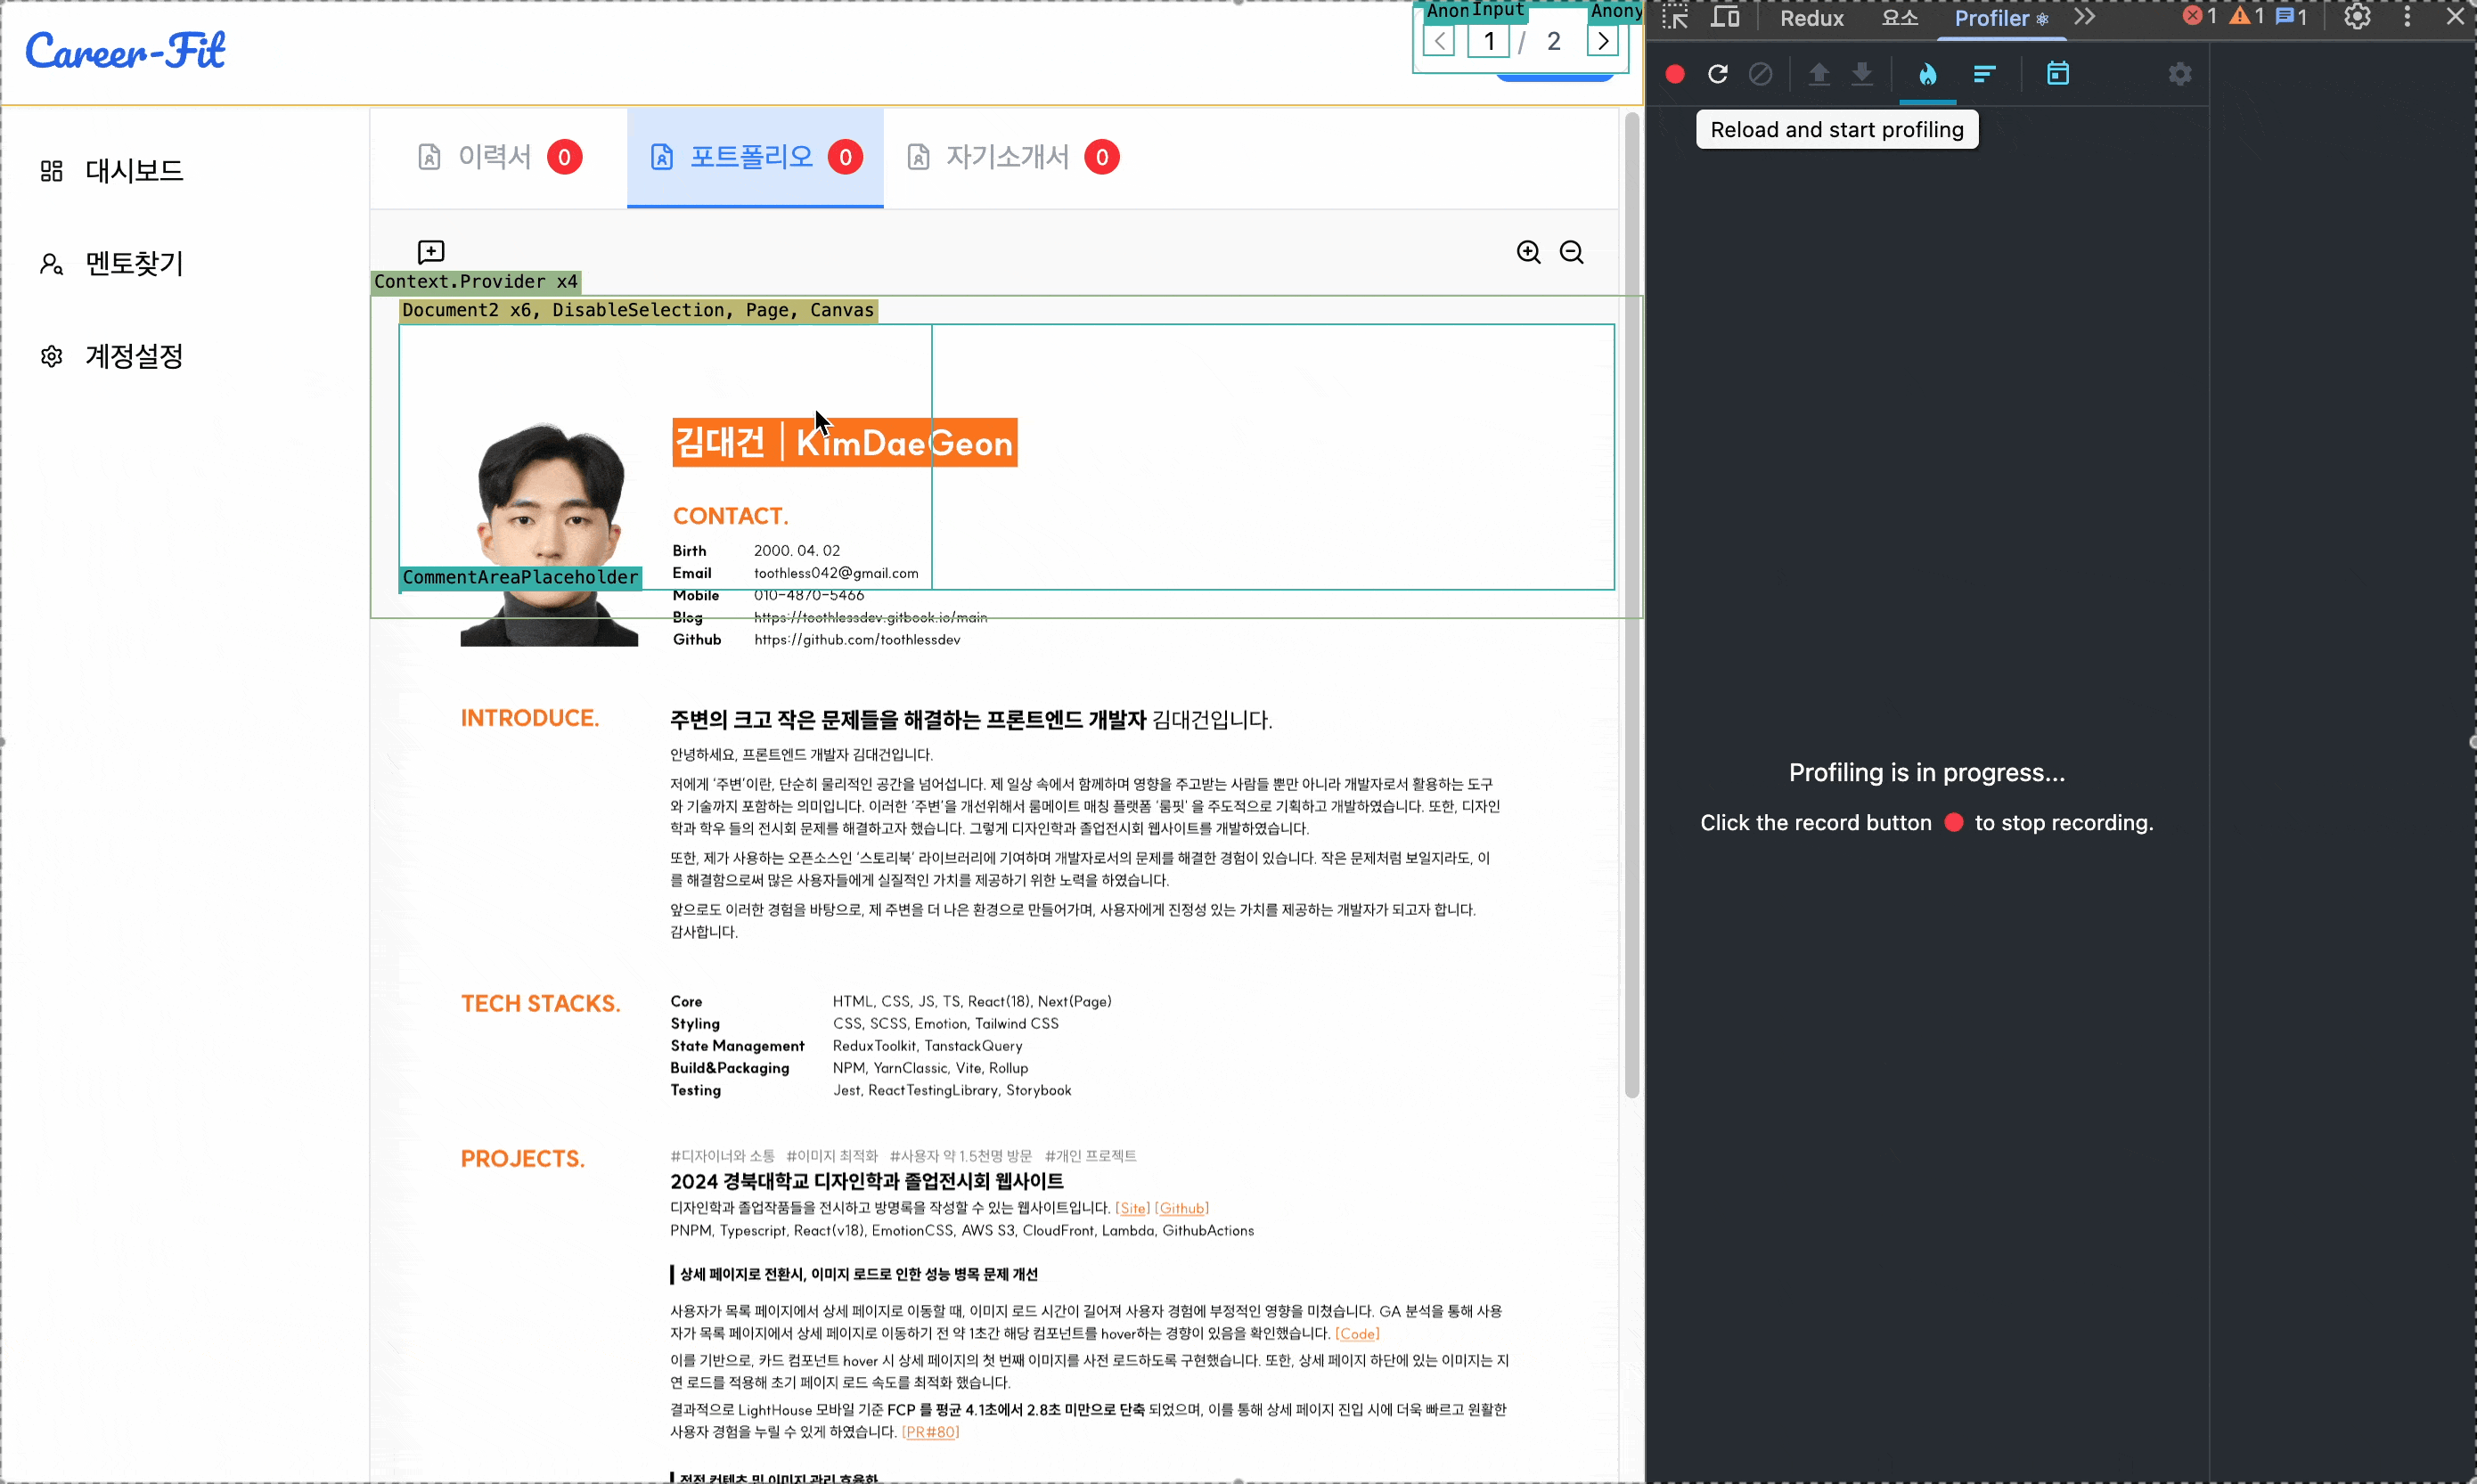 Career-Fit
Anon Input Anony
1 / 2
Redux 요소 Profiler 1 1 1
Reload and start profiling
대시보드
멘토찾기
계정설정
이력서 0 포트폴리오 0 자기소개서 0
Context.Provider x4
Document2 x6, DisableSelection, Page, Canvas
김대건 | KimDaeGeon
CONTACT.
Birth 2000. 04. 02
Email toothless042@gmail.com
CommentAreaPlaceholder
Mobile 010-4870-5466
Blog https://toothlessdev.gitbook.io/main
Github https://github.com/toothlessdev
INTRODUCE.
주변의 크고 작은 문제들을 해결하는 프론트엔드 개발자 김대건입니다.
안녕하세요, 프론트엔드 개발자 김대건입니다.
저에게 ‘주변’이란, 단순히 물리적인 공간을 넘어섭니다. 제 일상 속에서 함께하며 영향을 주고받는 사람들 뿐만 아니라 개발자로서 활용하는 도구
와 기술까지 포함하는 의미입니다. 이러한 ‘주변’을 개선위해서 룸메이트 매칭 플랫폼 ‘룸핏’ 을 주도적으로 기획하고 개발하였습니다. 또한, 디자인
학과 학우 들의 전시회 문제를 해결하고자 했습니다. 그렇게 디자인학과 졸업전시회 웹사이트를 개발하였습니다.
또한, 제가 사용하는 오픈소스인 ‘스토리북’ 라이브러리에 기여하며 개발자로서의 문제를 해결한 경험이 있습니다. 작은 문제처럼 보일지라도, 이
를 해결함으로써 많은 사용자들에게 실질적인 가치를 제공하기 위한 노력을 하였습니다.
앞으로도 이러한 경험을 바탕으로, 제 주변을 더 나은 환경으로 만들어가며, 사용자에게 진정성 있는 가치를 제공하는 개발자가 되고자 합니다.
감사합니다.
TECH STACKS.
Core HTML, CSS, JS, TS, React(18), Next(Page)
Styling CSS, SCSS, Emotion, Tailwind CSS
State Management ReduxToolkit, TanstackQuery
Build&Packaging NPM, YarnClassic, Vite, Rollup
Testing Jest, ReactTestingLibrary, Storybook
PROJECTS.
#디자이너와 소통 #이미지 최적화 #사용자 약 1.5천명 방문 #개인 프로젝트
2024 경북대학교 디자인학과 졸업전시회 웹사이트
디자인학과 졸업작품들을 전시하고 방명록을 작성할 수 있는 웹사이트입니다. [Site] [Github]
PNPM, Typescript, React(v18), EmotionCSS, AWS S3, CloudFront, Lambda, GithubActions
상세 페이지로 전환시, 이미지 로드로 인한 성능 병목 문제 개선
사용자가 목록 페이지에서 상세 페이지로 이동할 때, 이미지 로드 시간이 길어져 사용자 경험에 부정적인 영향을 미쳤습니다. GA 분석을 통해 사용
자가 목록 페이지에서 상세 페이지로 이동하기 전 약 1초간 해당 컴포넌트를 hover하는 경향이 있음을 확인했습니다. [Code]
이를 기반으로, 카드 컴포넌트 hover 시 상세 페이지의 첫 번째 이미지를 사전 로드하도록 구현했습니다. 또한, 상세 페이지 하단에 있는 이미지는 지
연 로드를 적용해 초기 페이지 로드 속도를 최적화 했습니다.
결과적으로 LightHouse 모바일 기준 FCP 를 평균 4.1초에서 2.8초 미만으로 단축 되었으며, 이를 통해 상세 페이지 진입 시에 더욱 빠르고 원활한
사용자 경험을 누릴 수 있게 하였습니다. [PR#80]
Profiling is in progress...
Click the record button to stop recording.